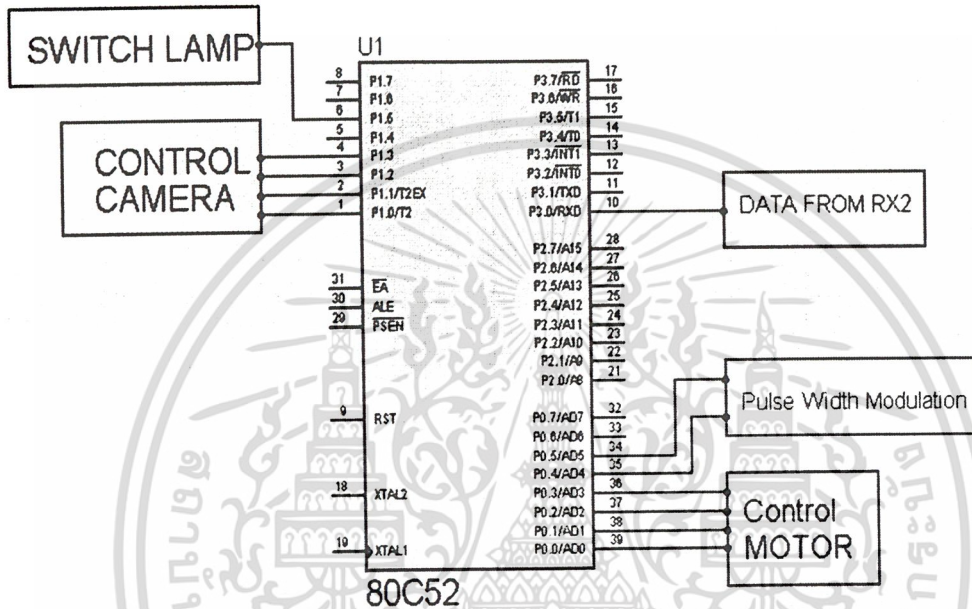 SWITCH LAMP
CONTROL
CAMERA
U1
8 P1.7
7 P1.6
6 P1.5
5 P1.4
4 P1.3
3 P1.2
2 P1.1/T2EX
1 P1.0/T2
31 EA
30 ALE
29 PSEN
9 RST
18 XTAL2
19 XTAL1
P3.7/RD 17
P3.6/WR 16
P3.5/T1 15
P3.4/T0 14
P3.3/INT1 13
P3.2/INT0 12
P3.1/TXD 11
P3.0/RXD 10
P2.7/A15 28
P2.6/A14 27
P2.5/A13 26
P2.4/A12 25
P2.3/A11 24
P2.2/A10 23
P2.1/A9 22
P2.0/A8 21
P0.7/AD7 32
P0.6/AD6 33
P0.5/AD5 34
P0.4/AD4 35
P0.3/AD3 36
P0.2/AD2 37
P0.1/AD1 38
P0.0/AD0 39
80C52
DATA FROM RX2
Pulse Width Modulation
Control
MOTOR